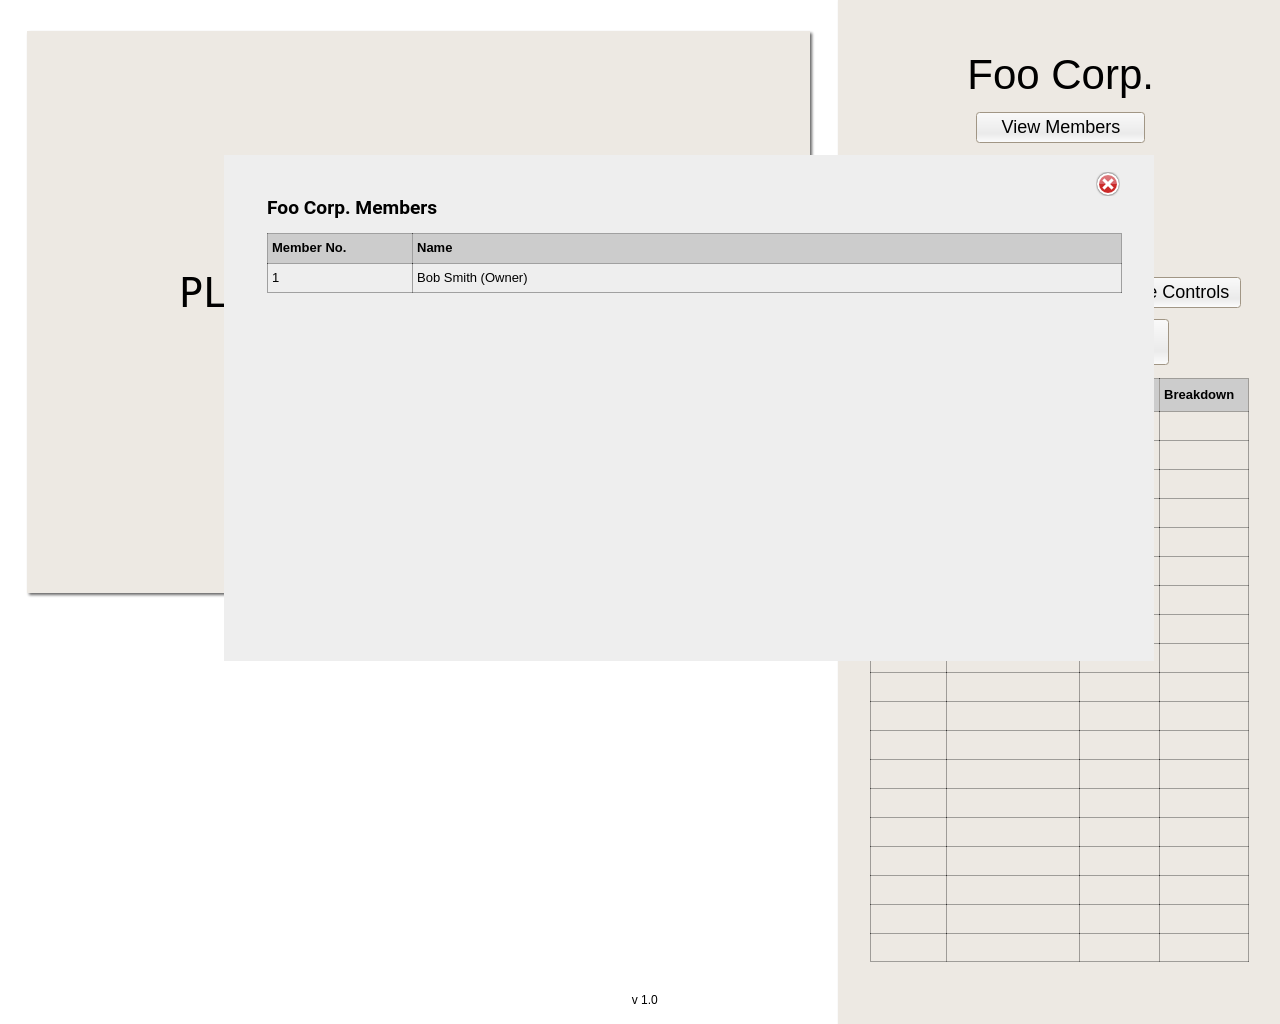 Foo Corp.
View Members
Foo Corp. Members
Member No. Name
1 Bob Smith (Owner)
PL
Controls
Breakdown
v 1.0